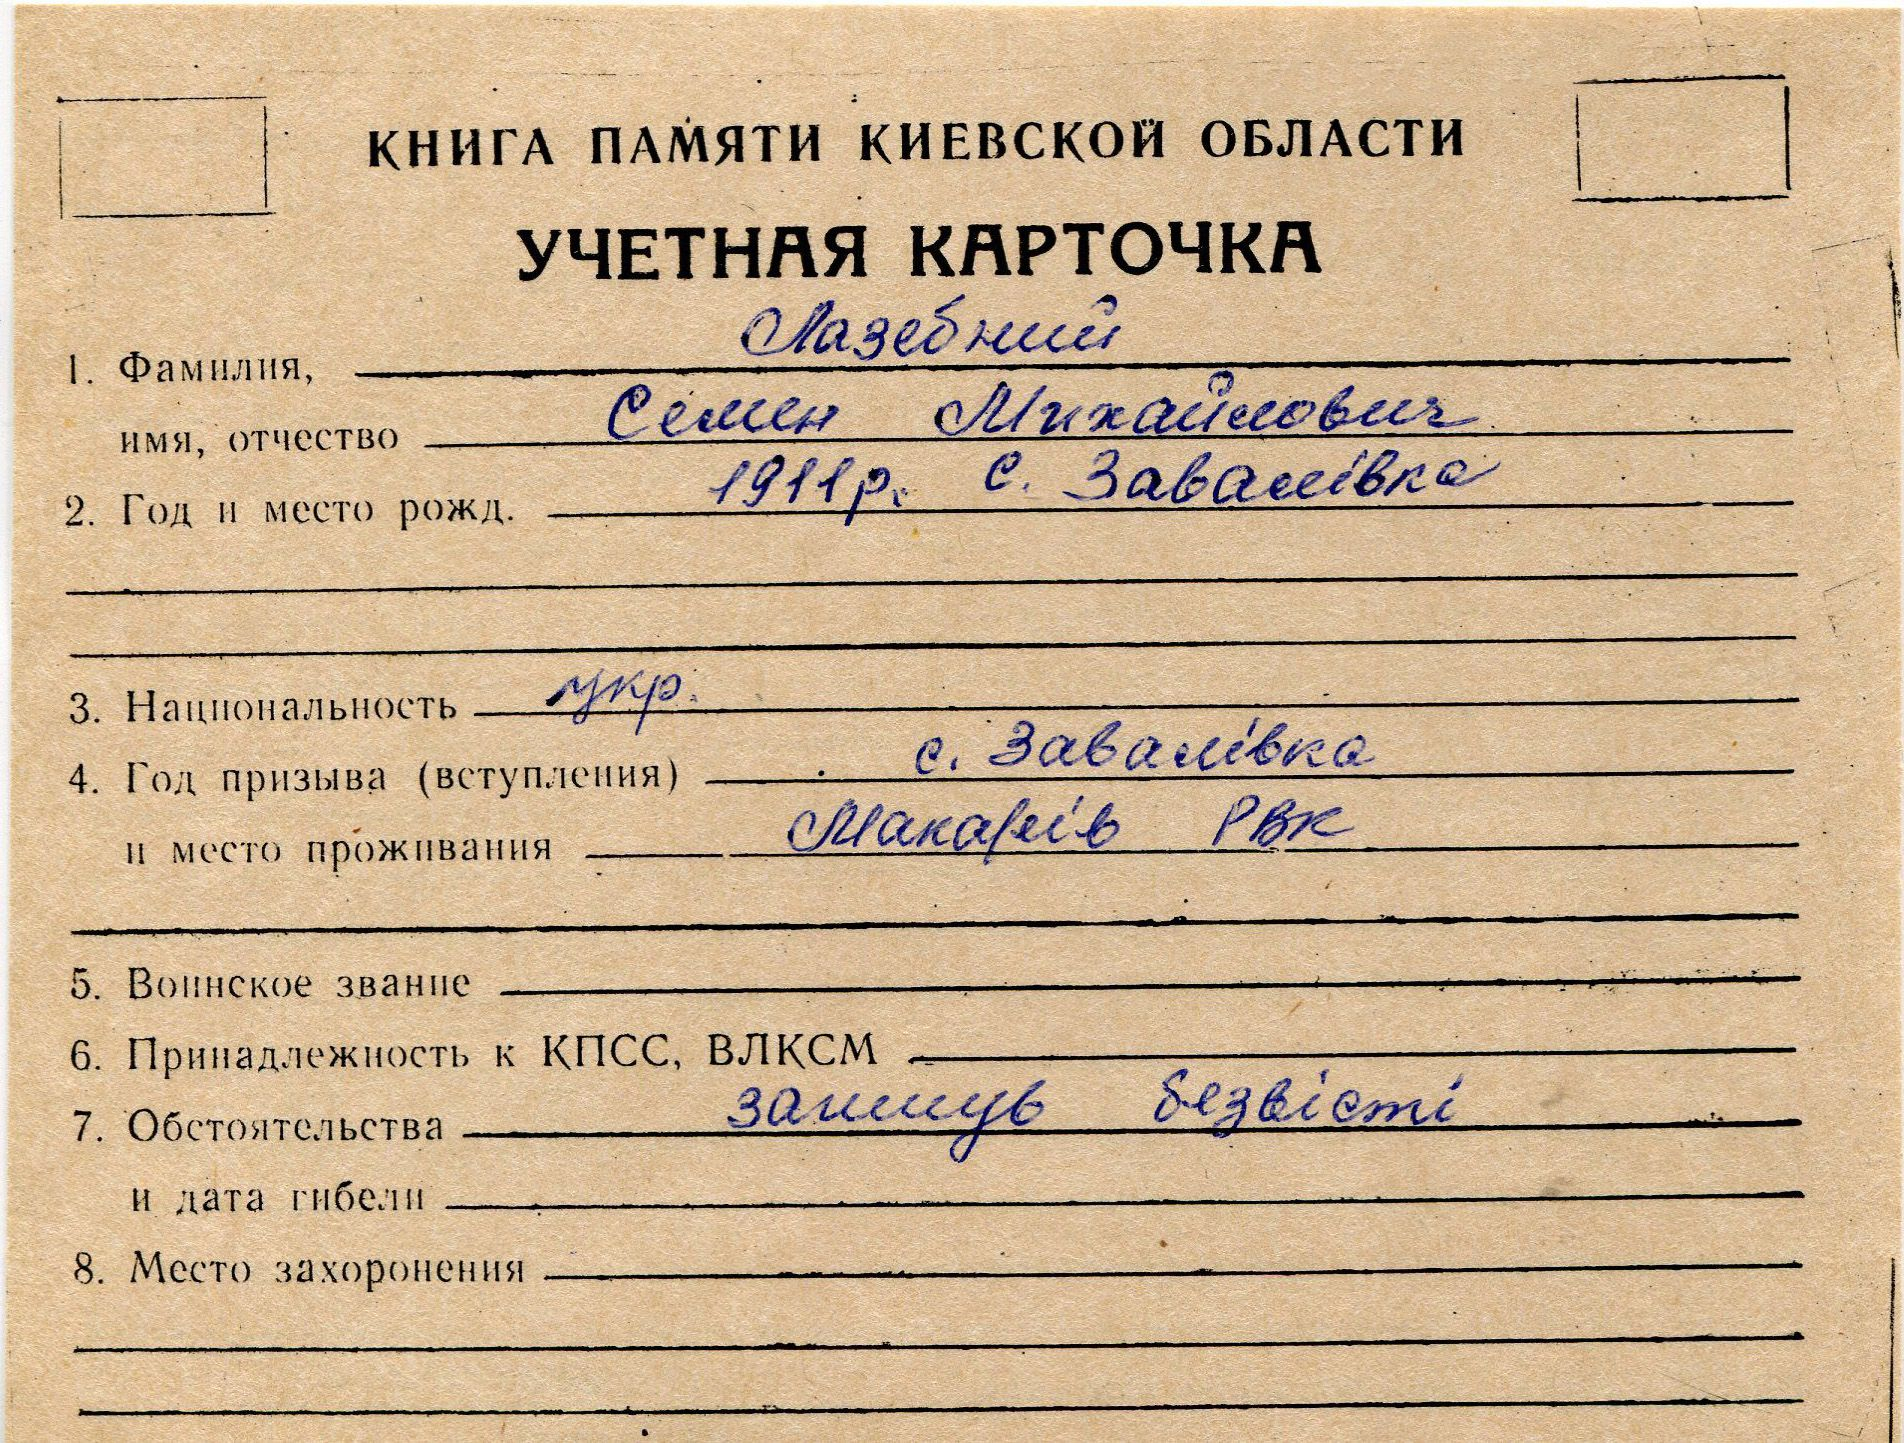 КНИГА ПАМЯТИ КИЕВСКОЙ ОБЛАСТИ
УЧЕТНАЯ КАРТОЧКА
1. Фамилия, Лазебний
имя, отчество Семен Михайлович
2. Год и место рожд. 1911р. С. Завалівка
3. Национальность укр.
4. Год призыва (вступления) с. Завалівка
и место проживания Макарів РВК
5. Воинское звание
6. Принадлежность к КПСС, ВЛКСМ
7. Обстоятельства загинув безвісті
и дата гибели
8. Место захоронения